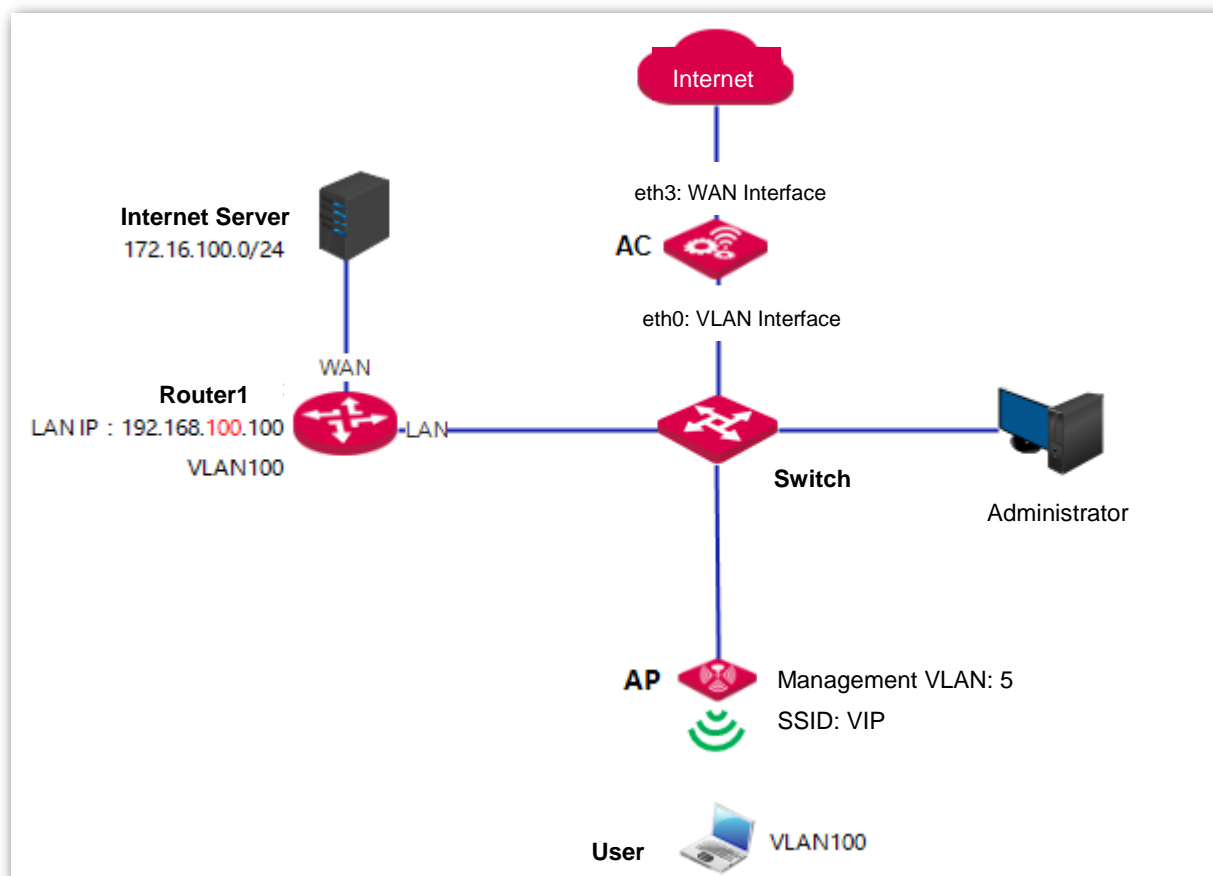 Internet
eth3: WAN Interface
Internet Server
172.16.100.0/24
AC
eth0: VLAN Interface
WAN
Router1
LAN IP：192.168.100.100
LAN
VLAN100
Switch
Administrator
AP
Management VLAN: 5
SSID: VIP
User
VLAN100